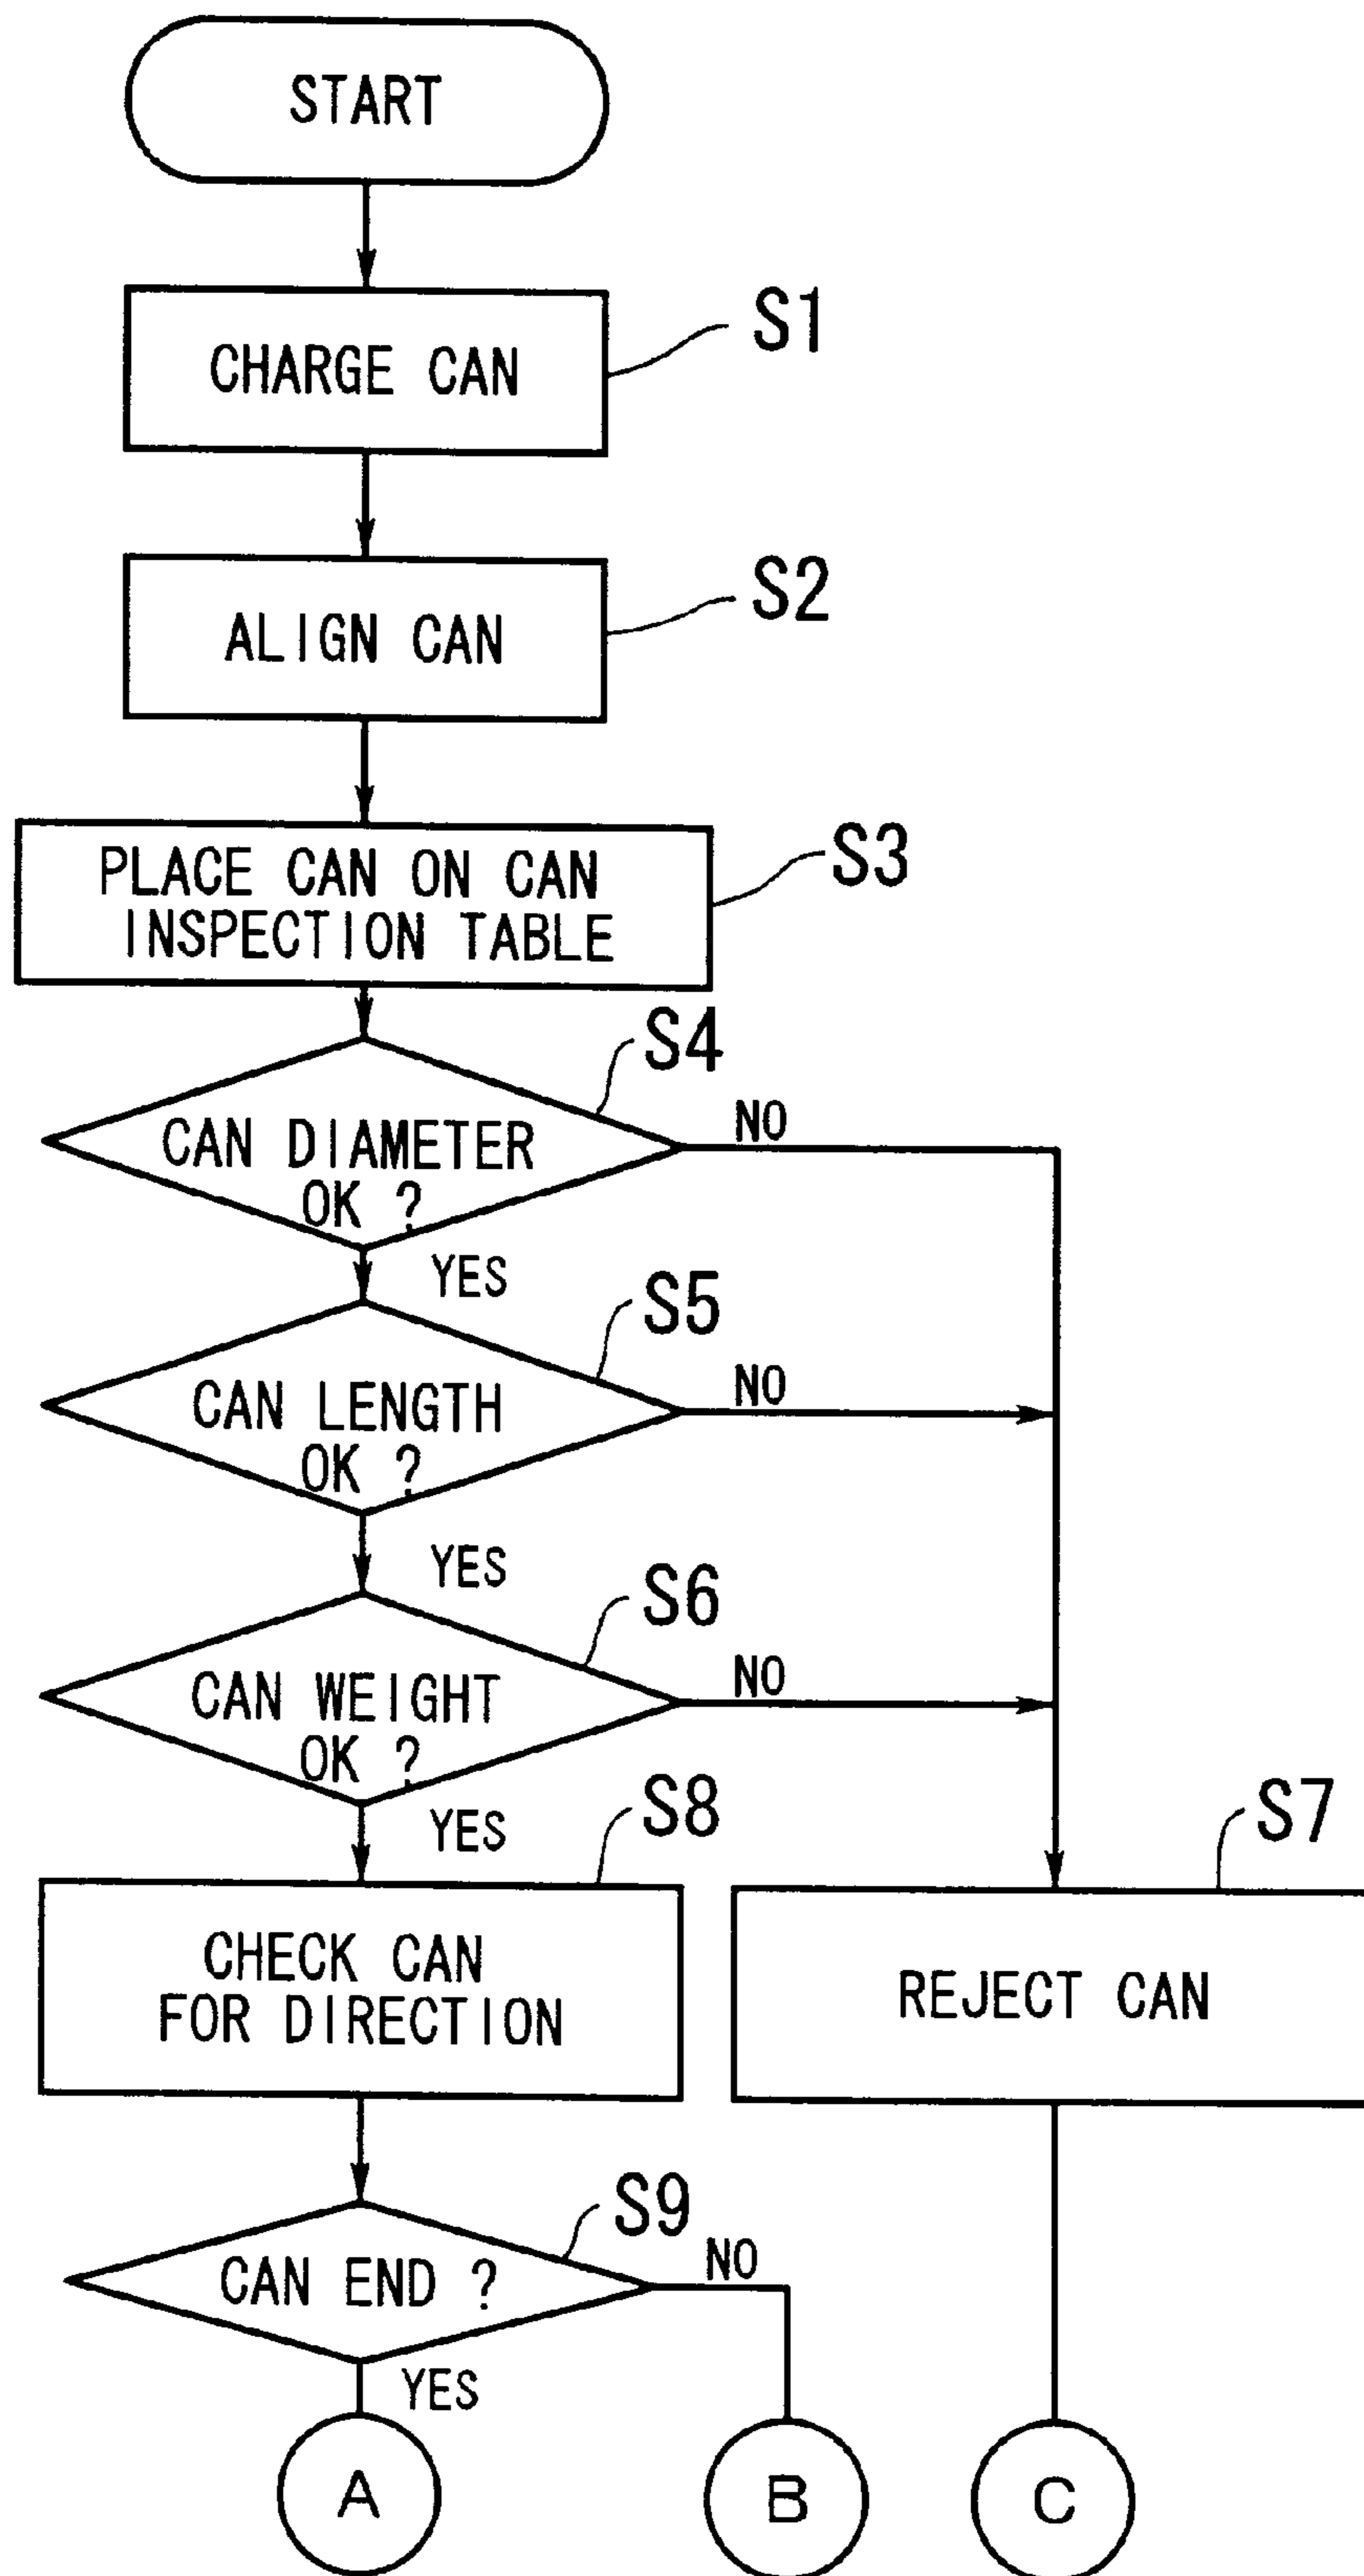 START
CHARGE CAN
S1
ALIGN CAN
S2
PLACE CAN ON CAN
INSPECTION TABLE
S3
S4
CAN DIAMETER
OK ?
NO
YES
S5
CAN LENGTH
OK ?
NO
YES
S6
CAN WEIGHT
OK ?
NO
YES
S8
CHECK CAN
FOR DIRECTION
S7
REJECT CAN
S9
CAN END ?
NO
YES
A
B
C